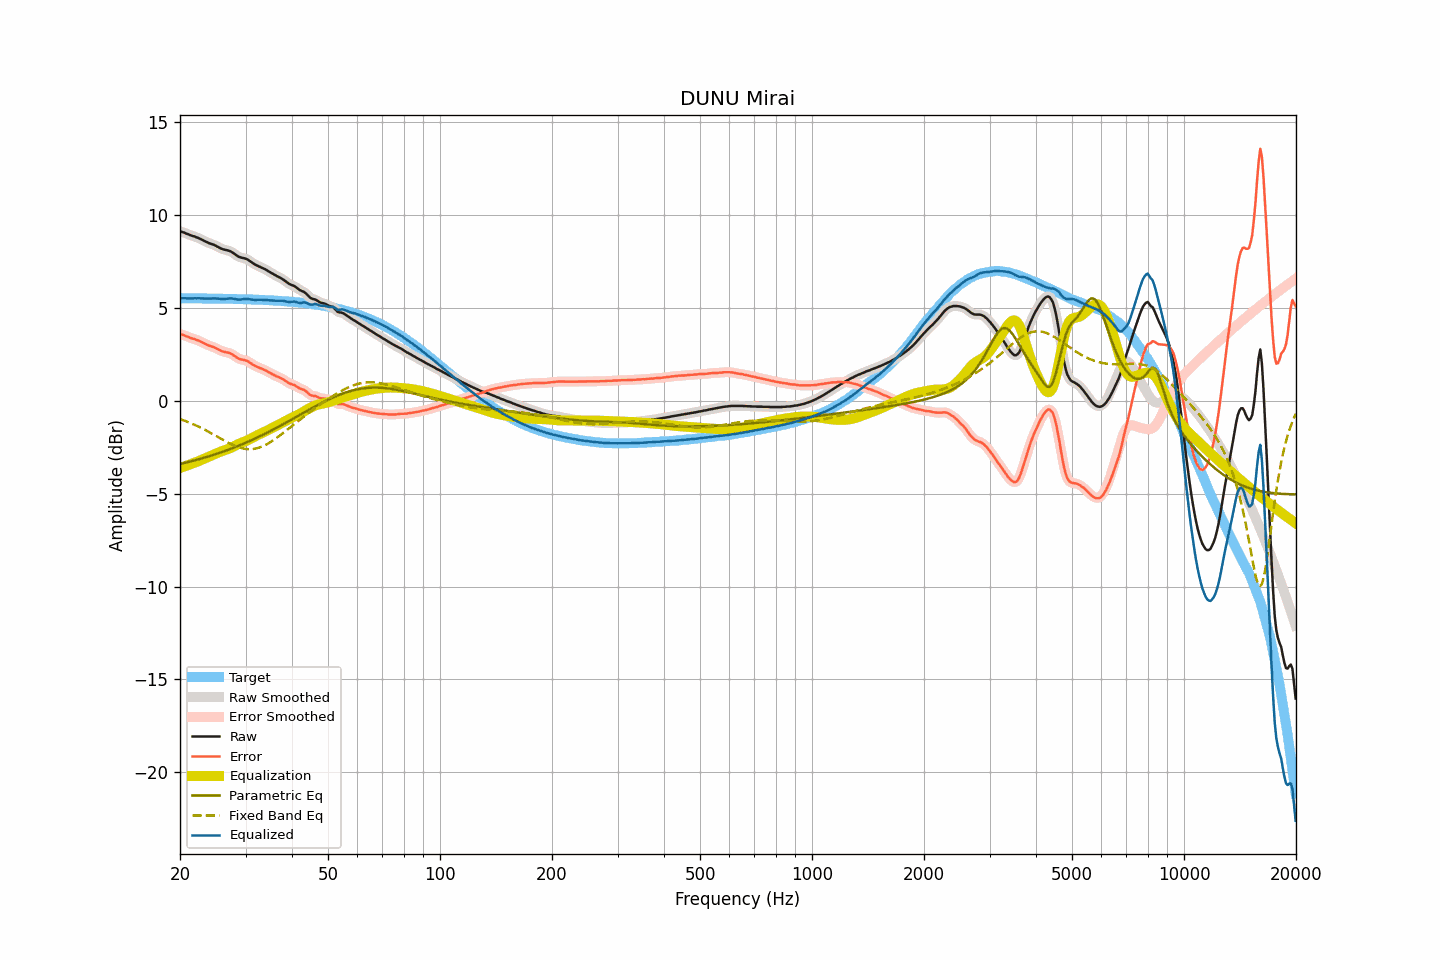 DUNU Mirai
15
10
5
0
−5
−10
−15
−20
Amplitude (dBr)
Target
Raw Smoothed
Error Smoothed
Raw
Error
Equalization
Parametric Eq
Fixed Band Eq
Equalized
20 50 100 200 500 1000 2000 5000 10000 20000
Frequency (Hz)